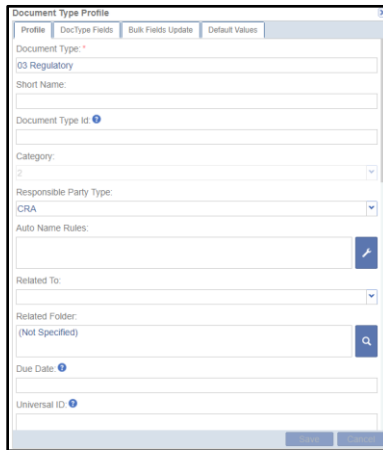 Document Type Profile
Profile DocType Fields Bulk Fields Update Default Values
Document Type: *
03 Regulatory
Short Name:
Document Type Id: ?
Category:
2
Responsible Party Type:
CRA
Auto Name Rules:
Related To:
Related Folder:
(Not Specified)
Due Date: ?
Universal ID: ?
Save Cancel